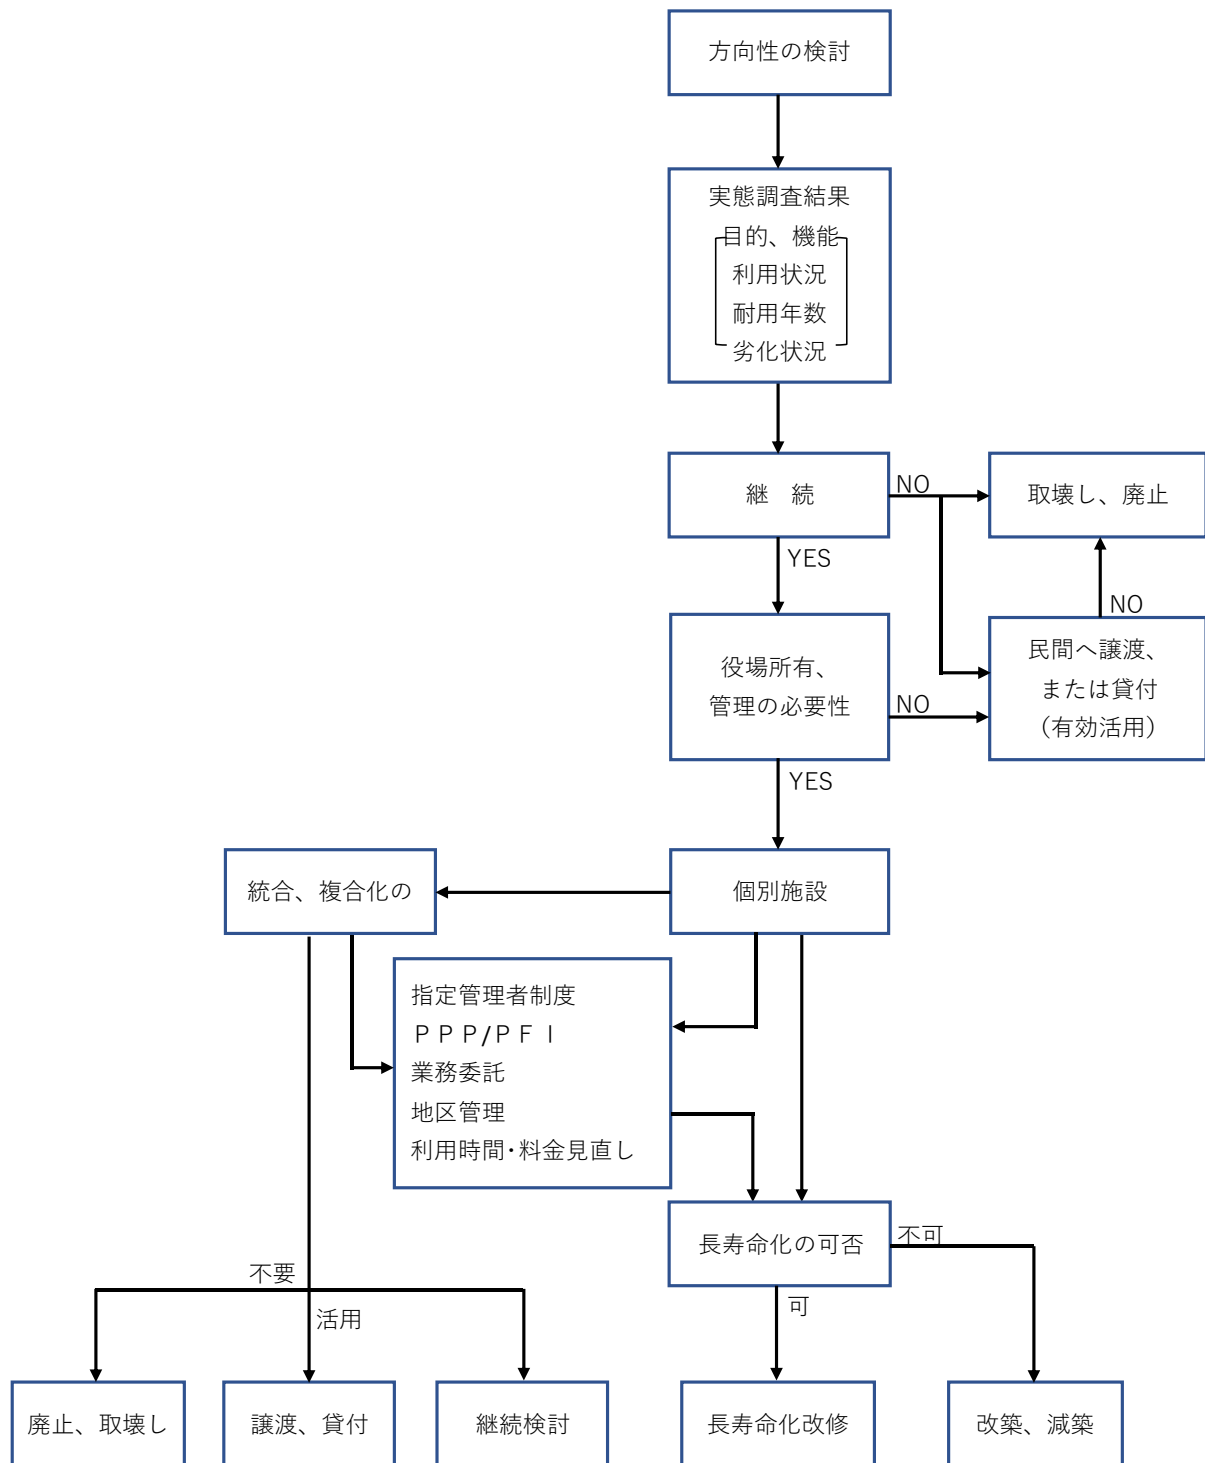 方向性の検討
実態調査結果
目的、機能
利用状況
耐用年数
劣化状況
継　続
NO
取壊し、廃止
YES
NO
役場所有、
管理の必要性
NO
民間へ譲渡、
または貸付
（有効活用）
YES
統合、複合化の
個別施設
指定管理者制度
ＰＰＰ/ＰＦＩ
業務委託
地区管理
利用時間・料金見直し
長寿命化の可否
不可
不要
活用
可
廃止、取壊し
譲渡、貸付
継続検討
長寿命化改修
改築、減築